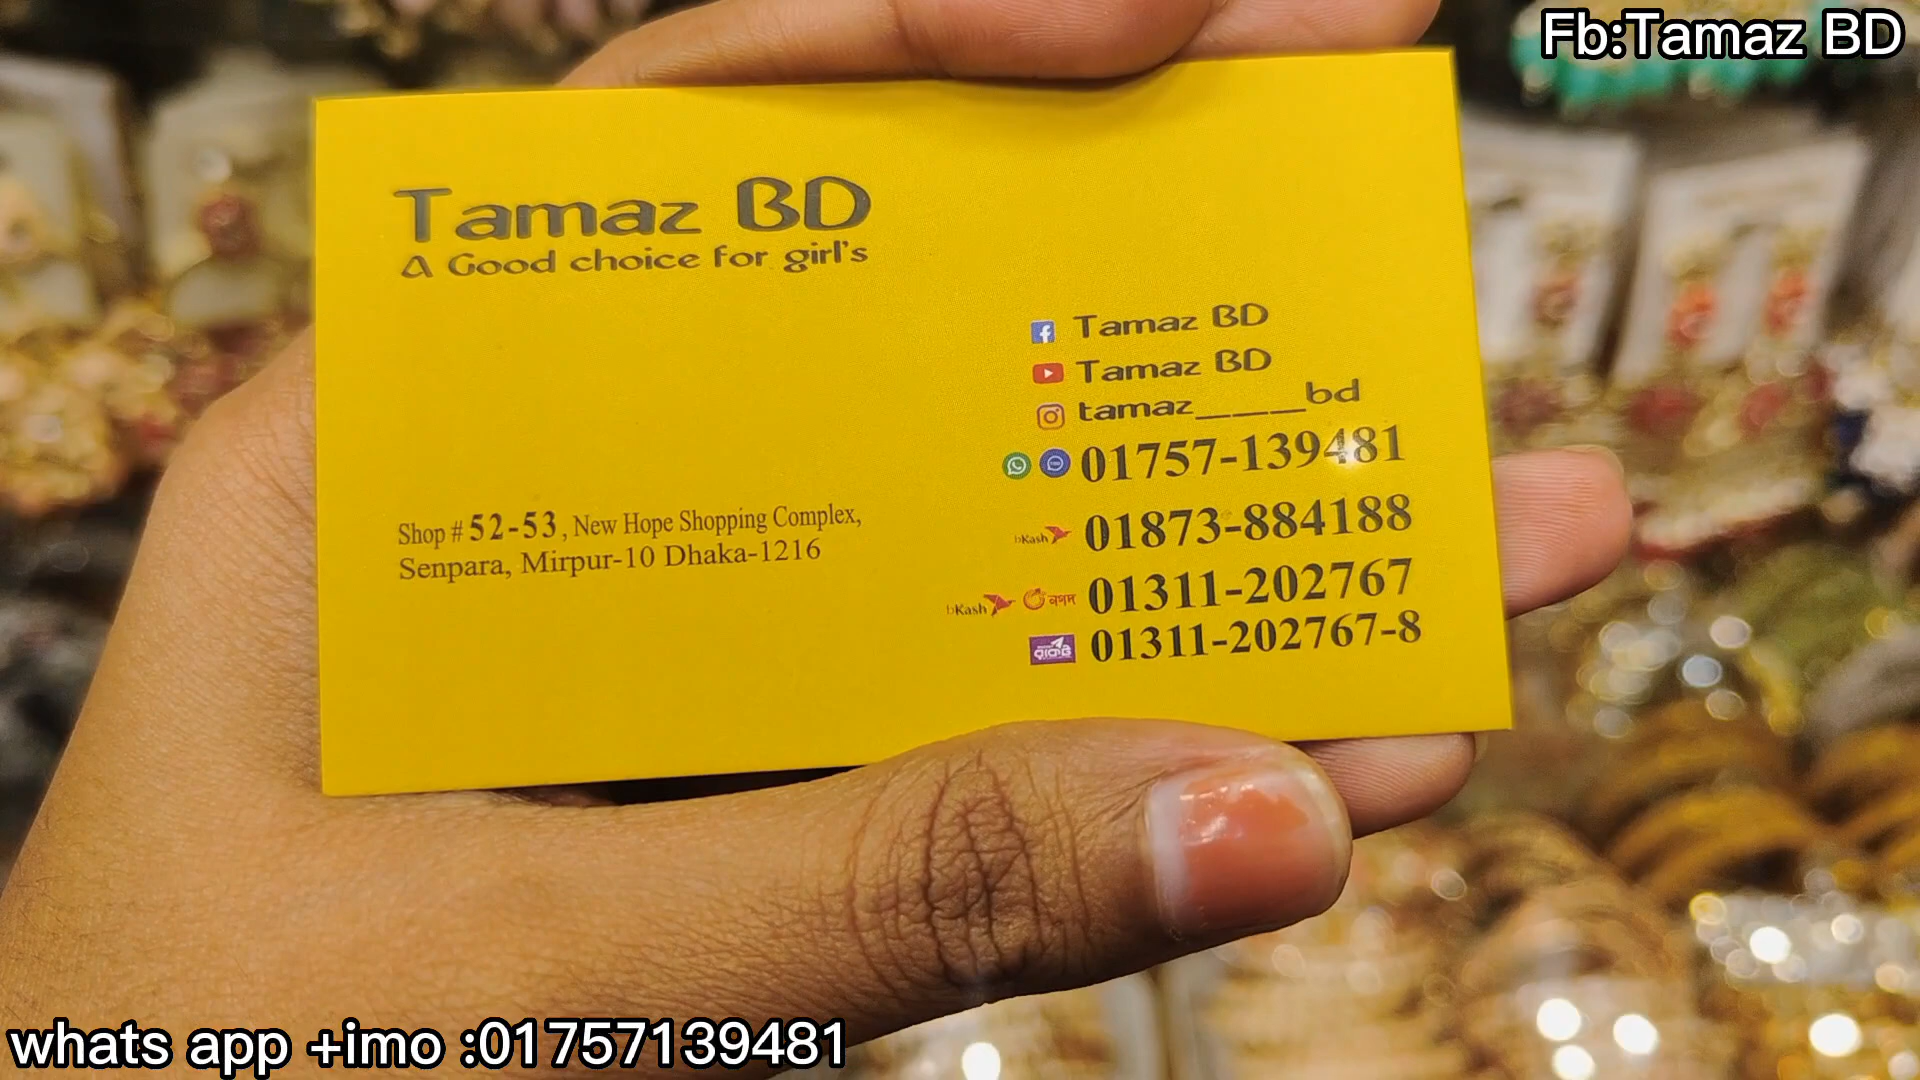 Fb:Tamaz BD
Tamaz BD
A Good choice for girl's
Tamaz BD
Tamaz BD
tamaz___bd
01757-139481
bKash 01873-884188
bKash নগদ 01311-202767
01311-202767-8
Shop # 52-53, New Hope Shopping Complex,
Senpara, Mirpur-10 Dhaka-1216
whats app +imo :01757139481